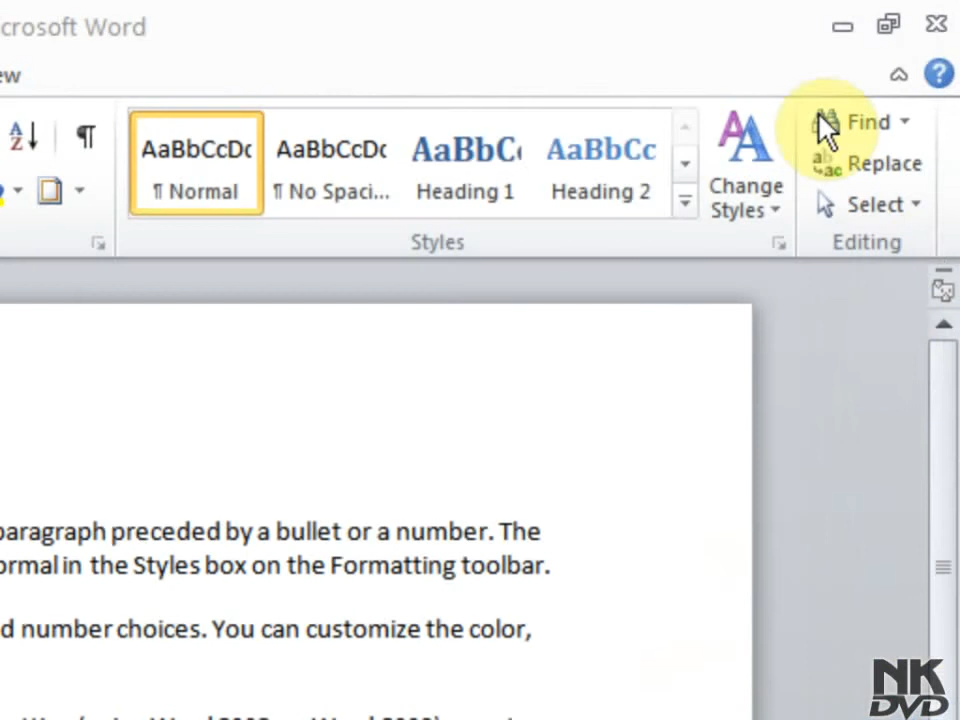 crosoft Word
ew
A
Z
AaBbCcDc
AaBbCcDc
AaBbC
AaBbCc
¶ Normal
¶ No Spaci...
Heading 1
Heading 2
Change
Styles
Find
ab
ac
Replace
Select
Styles
Editing
paragraph preceded by a bullet or a number. The
ormal in the Styles box on the Formatting toolbar.
d number choices. You can customize the color,
NK
DVD